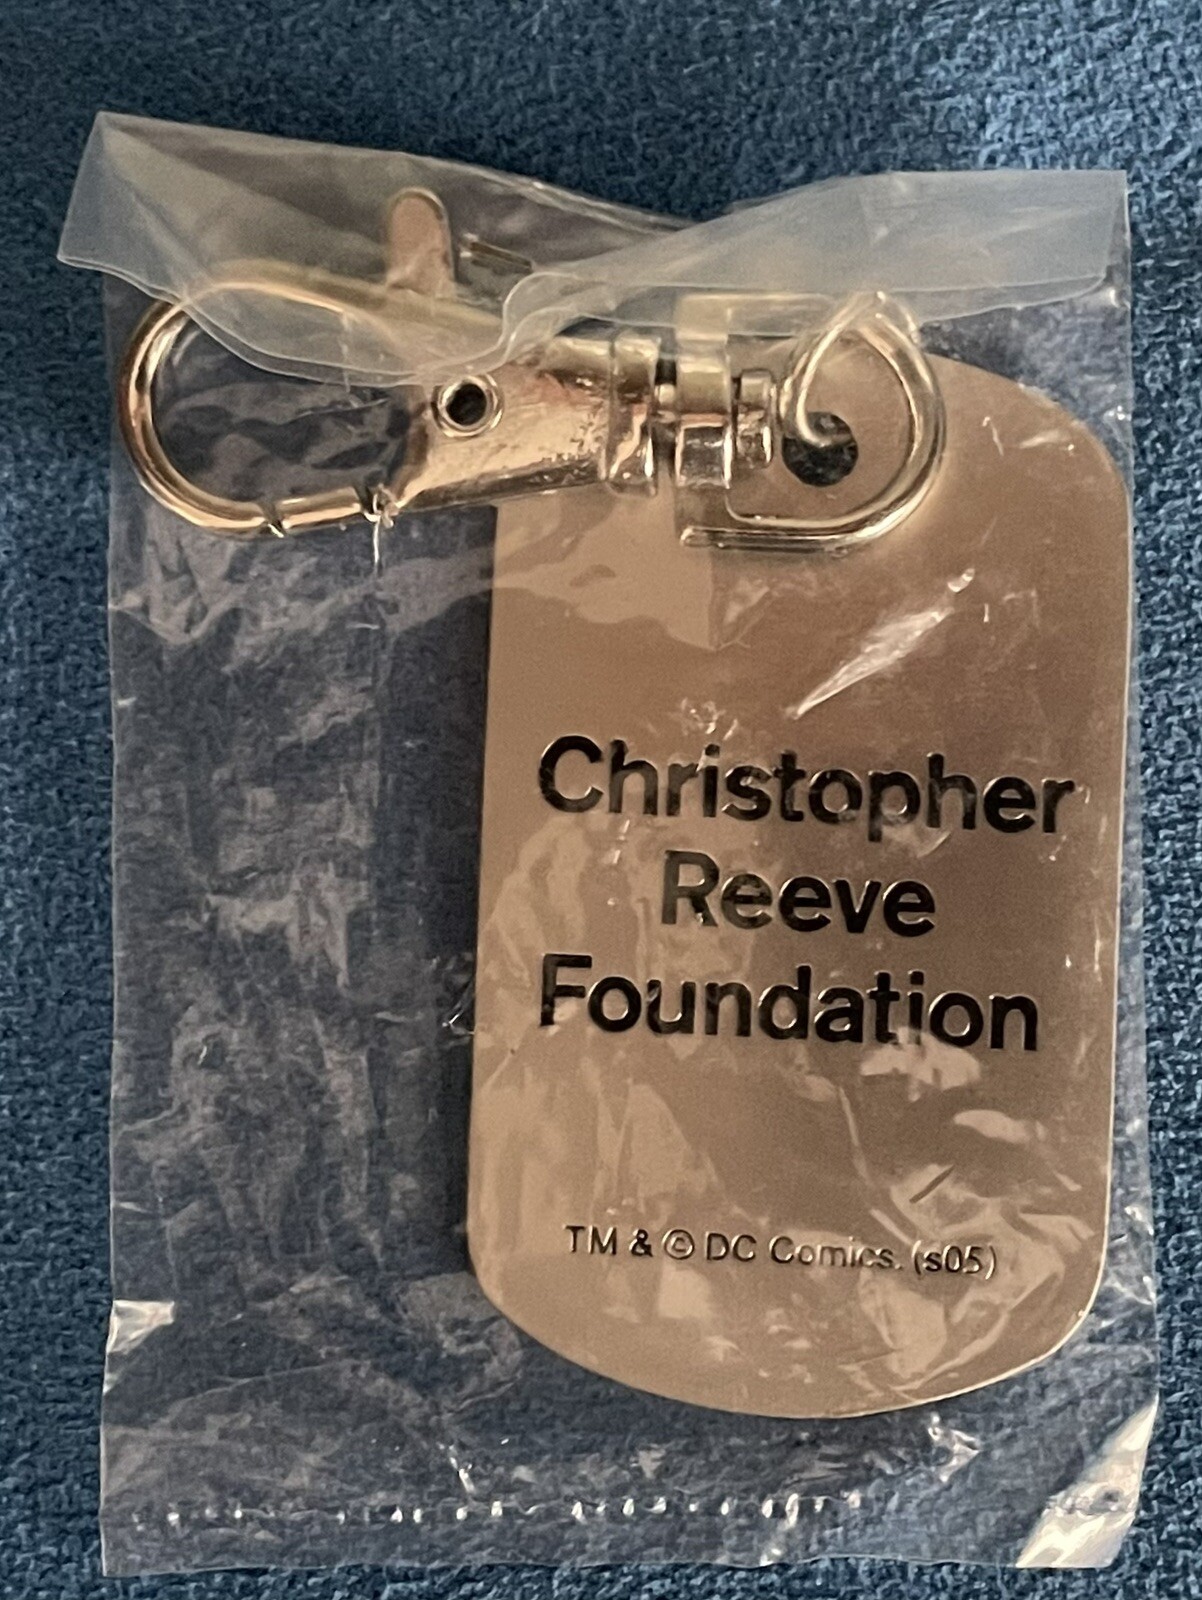 Christopher
Reeve
Foundation
TM & © DC Comics. (s05)